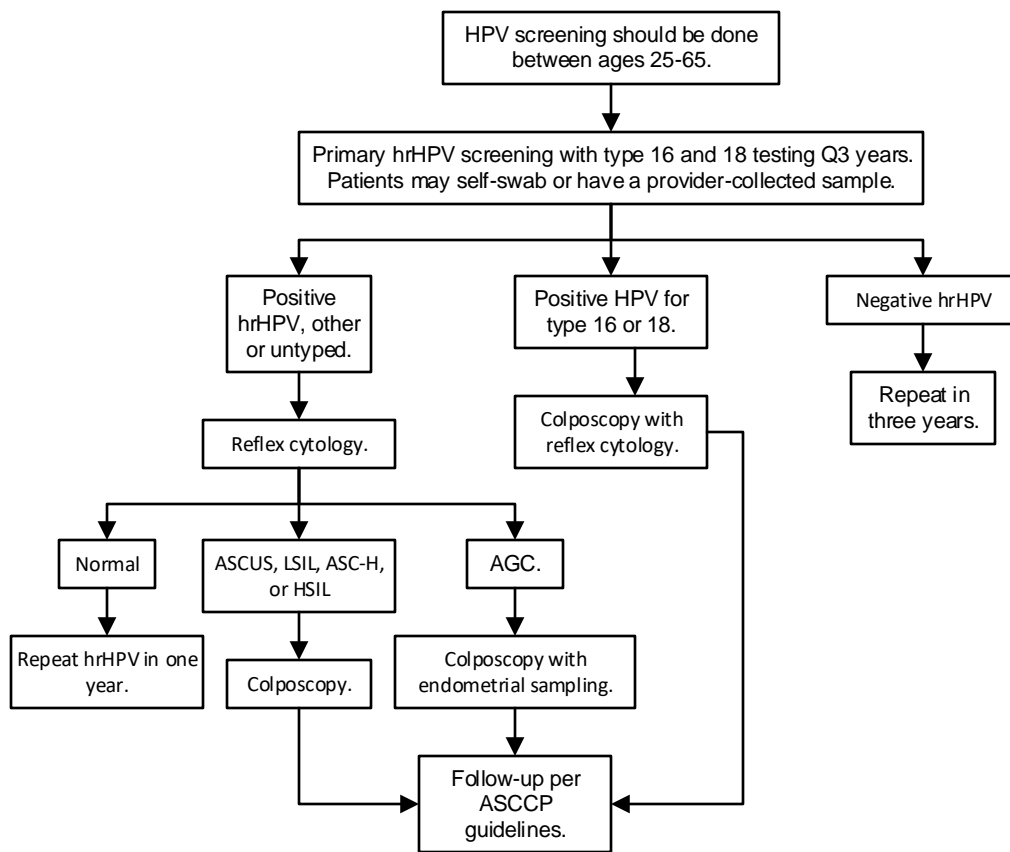 HPV screening should be done
between ages 25-65.
Primary hrHPV screening with type 16 and 18 testing Q3 years.
Patients may self-swab or have a provider-collected sample.
Positive
hrHPV, other
or untyped.
Positive HPV for
type 16 or 18.
Negative hrHPV
Repeat in
three years.
Colposcopy with
reflex cytology.
Reflex cytology.
Normal
ASCUS, LSIL, ASC-H,
or HSIL
AGC.
Repeat hrHPV in one
year.
Colposcopy.
Colposcopy with
endometrial sampling.
Follow-up per
ASCCP
guidelines.